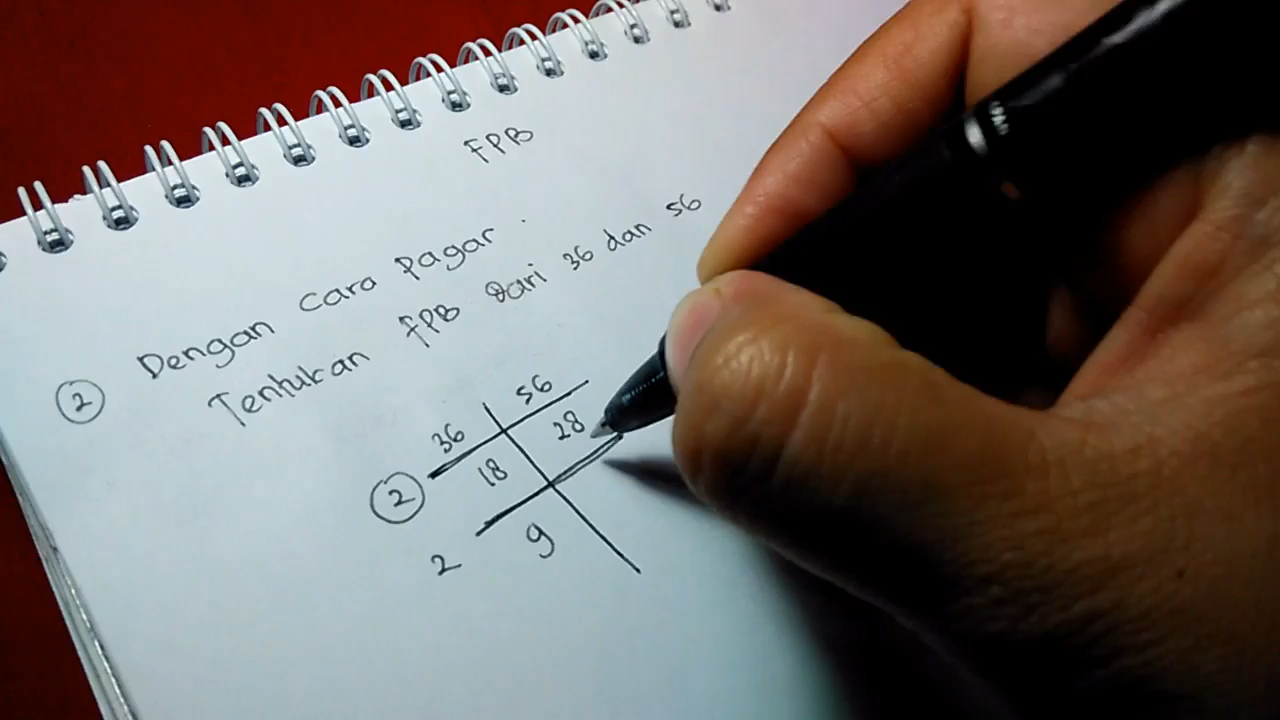 FPB
2 Dengan Cara Pagar.
Tentukan FPB Dari 36 dan 56
36 56
2 18 28
2 9